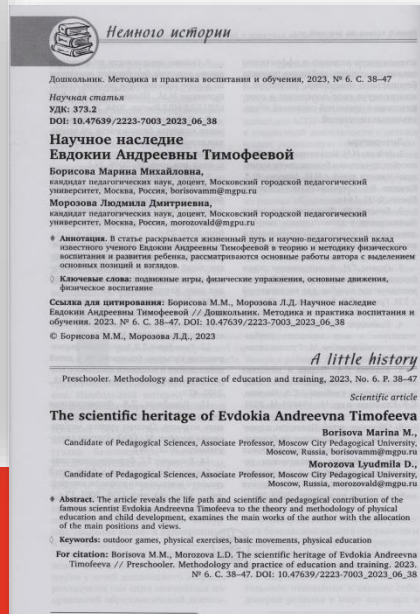 Немного истории
Дошкольник. Методика и практика воспитания и обучения, 2023, № 6. С. 38–47
Научная статья
УДК: 373.2
DOI: 10.47639/2223-7003_2023_06_38
Научное наследие
Евдокии Андреевны Тимофеевой
Борисова Марина Михайловна,
кандидат педагогических наук, доцент, Московский городской педагогический
университет, Москва, Россия, borisovamm@mgpu.ru
Морозова Людмила Дмитриевна,
кандидат педагогических наук, доцент, Московский городской педагогический
университет, Москва, Россия, morozovald@mgpu.ru
Аннотация. В статье раскрывается жизненный путь и научно-педагогический вклад
известного ученого Евдокии Андреевны Тимофеевой в теорию и методику физического
воспитания и развития ребенка, рассматриваются основные работы автора с выделением
основных позиций и взглядов.
Ключевые слова: подвижные игры, физические упражнения, основные движения,
физическое воспитание
Ссылка для цитирования: Борисова М.М., Морозова Л.Д. Научное наследие
Евдокии Андреевны Тимофеевой // Дошкольник. Методика и практика воспитания и
обучения. 2023. № 6. С. 38–47. DOI: 10.47639/2223-7003_2023_06_38
© Борисова М.М., Морозова Л.Д., 2023
A little history
Preschooler. Methodology and practice of education and training, 2023, No. 6. P. 38–47
Scientific article
The scientific heritage of Evdokia Andreevna Timofeeva
Borisova Marina M.,
Candidate of Pedagogical Sciences, Associate Professor, Moscow City Pedagogical University,
Moscow, Russia, borisovamm@mgpu.ru
Morozova Lyudmila D.,
Candidate of Pedagogical Sciences, Associate Professor, Moscow City Pedagogical University,
Moscow, Russia, morozovald@mgpu.ru
Abstract. The article reveals the life path and scientific and pedagogical contribution of the
famous scientist Evdokia Andreevna Timofeeva to the theory and methodology of physical
education and child development, examines the main works of the author with the allocation
of the main positions and views.
Keywords: outdoor games, physical exercises, basic movements, physical education
For citation: Borisova M.M., Morozova L.D. The scientific heritage of Evdokia Andreevna
Timofeeva // Preschooler. Methodology and practice of education and training. 2023.
№ 6. С. 38–47. DOI: 10.47639/2223-7003_2023_06_38